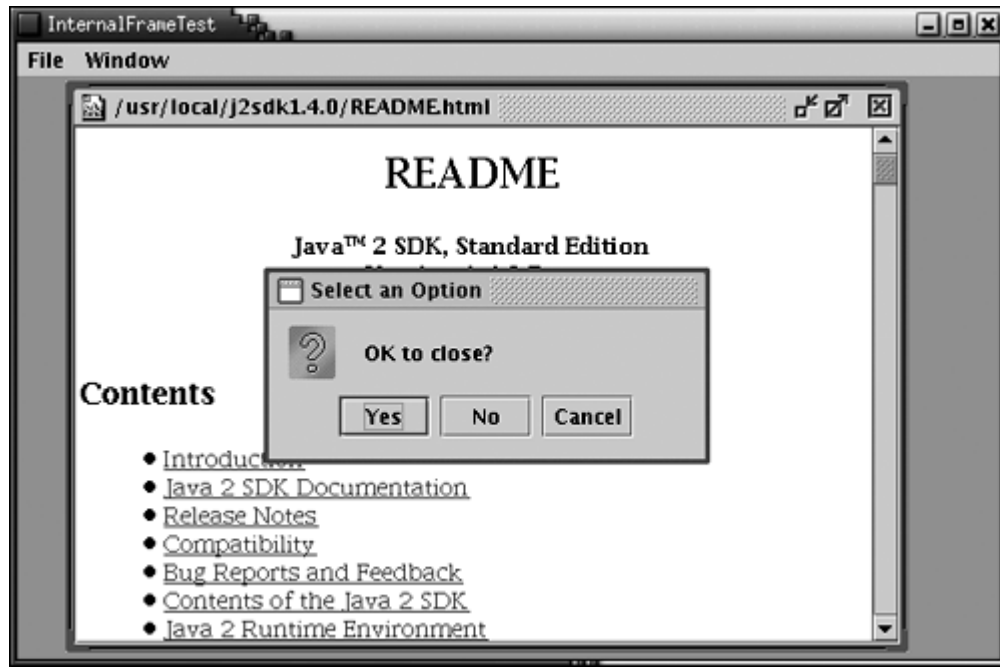 InternalFrameTest
File Window
/usr/local/j2sdk1.4.0/README.html
README
Java™ 2 SDK, Standard Edition
Select an Option
OK to close?
Contents
Yes No Cancel
Introduction
Java 2 SDK Documentation
Release Notes
Compatibility
Bug Reports and Feedback
Contents of the Java 2 SDK
Java 2 Runtime Environment